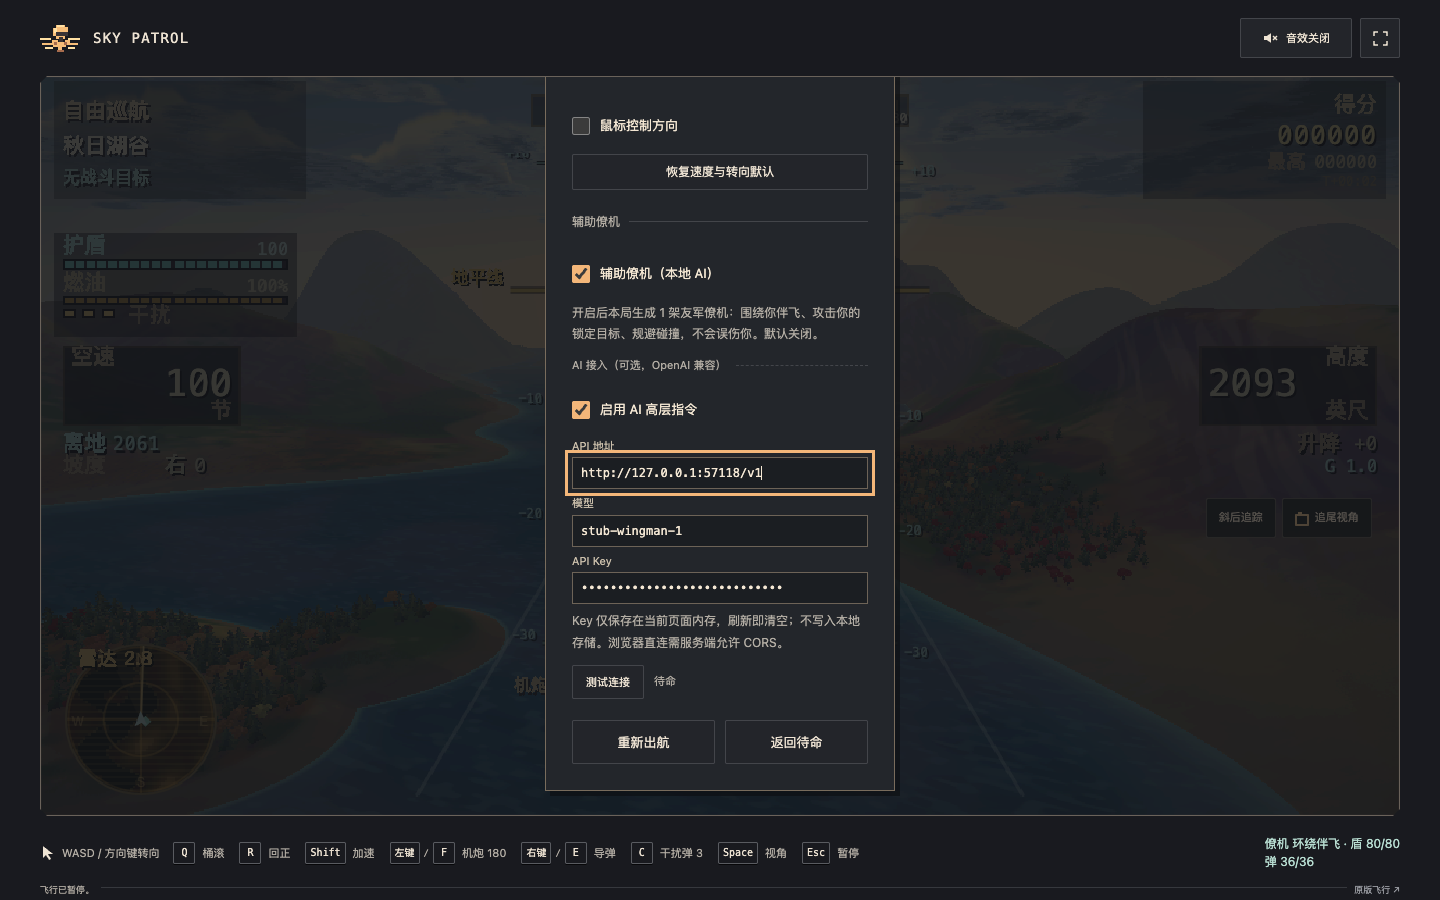 SKY PATROL
音效关闭
自由巡航
秋日湖谷
无战斗目标
得分
000000
最高 000000
护盾 100
燃油 100%
干扰
空速
100
节
离地 2061
坡度 右 0
地平线
+10
-10
-20
-30
高度
2093
英尺
升降 +0
G 1.0
斜后追踪
追尾视角
雷达 2.8
W E
S
机炮
鼠标控制方向
恢复速度与转向默认
辅助僚机
辅助僚机（本地 AI）
开启后本局生成 1 架友军僚机：围绕你伴飞、攻击你的
锁定目标、规避碰撞，不会误伤你。默认关闭。
AI 接入（可选，OpenAI 兼容）
启用 AI 高层指令
API 地址
http://127.0.0.1:57118/v1
模型
stub-wingman-1
API Key
••••••••••••••••••••••••••••
Key 仅保存在当前页面内存，刷新即清空；不写入本地
存储。浏览器直连需服务端允许 CORS。
测试连接 待命
重新出航 返回待命
WASD / 方向键转向 Q 桶滚 R 回正 Shift 加速 左键 / F 机炮 180 右键 / E 导弹 C 干扰弹 3 Space 视角 Esc 暂停
僚机 环绕伴飞 · 盾 80/80
弹 36/36
飞行已暂停。
原版飞行 ↗